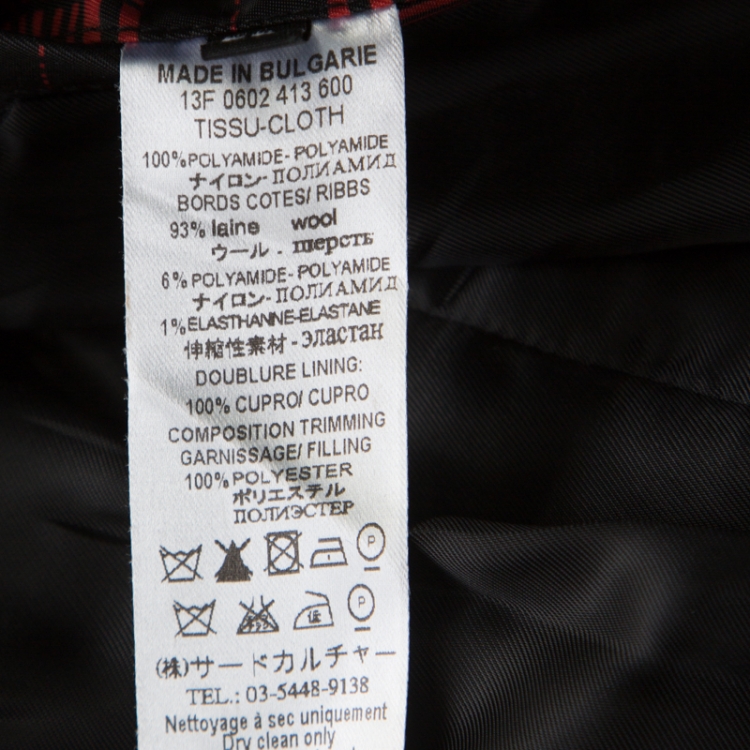 MADE IN BULGARIE
13F 0602 413 600
TISSU-CLOTH
100%POLYAMIDE- POLYAMIDE
ナイロン-ПОЛИАМИД
BORDS COTES/ RIBBS
93% laine wool
ウール - шерсть
6%POLYAMIDE- POLYAMIDE
ナイロン-ПОЛИАМИД
1%ELASTHANNE-ELASTANE
伸縮性素材-эластан
DOUBLURE LINING:
100% CUPRO/ CUPRO
COMPOSITION TRIMMING
GARNISSAGE/ FILLING
100%POLYESTER
ポリエステル
ПОЛИЭСТЕР
P
低 P
(株)サードカルチャー
TEL.: 03-5448-9138
Nettoyage à sec uniquement
Dry clean only